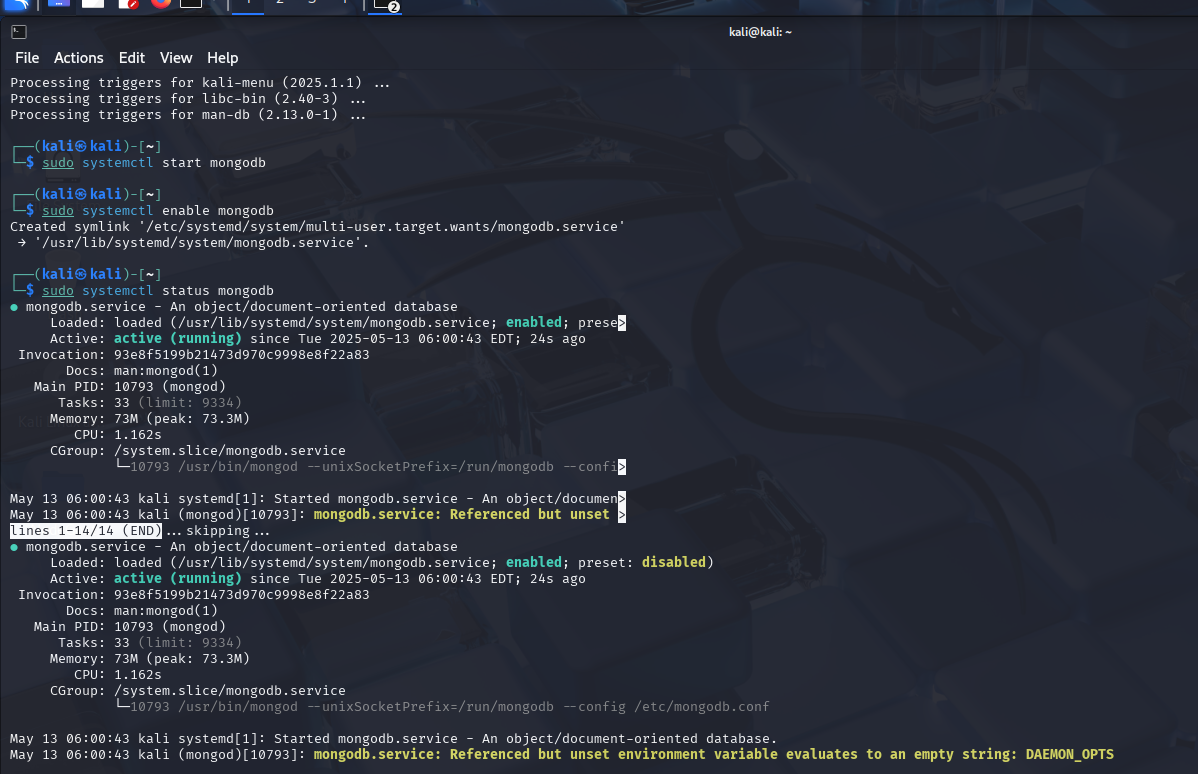 2
kali@kali: ~
File Actions Edit View Help
Processing triggers for kali-menu (2025.1.1) ...
Processing triggers for libc-bin (2.40-3) ...
Processing triggers for man-db (2.13.0-1) ...
┌──(kali㉿kali)-[~]
└─$ sudo systemctl start mongodb
┌──(kali㉿kali)-[~]
└─$ sudo systemctl enable mongodb
Created symlink '/etc/systemd/system/multi-user.target.wants/mongodb.service'
→ '/usr/lib/systemd/system/mongodb.service'.
┌──(kali㉿kali)-[~]
└─$ sudo systemctl status mongodb
● mongodb.service - An object/document-oriented database
Loaded: loaded (/usr/lib/systemd/system/mongodb.service; enabled; prese>
Active: active (running) since Tue 2025-05-13 06:00:43 EDT; 24s ago
Invocation: 93e8f5199b21473d970c9998e8f22a83
Docs: man:mongod(1)
Main PID: 10793 (mongod)
Tasks: 33 (limit: 9334)
Memory: 73M (peak: 73.3M)
CPU: 1.162s
CGroup: /system.slice/mongodb.service
└─10793 /usr/bin/mongod --unixSocketPrefix=/run/mongodb --confi>
May 13 06:00:43 kali systemd[1]: Started mongodb.service - An object/documen>
May 13 06:00:43 kali (mongod)[10793]: mongodb.service: Referenced but unset >
lines 1-14/14 (END)...skipping...
● mongodb.service - An object/document-oriented database
Loaded: loaded (/usr/lib/systemd/system/mongodb.service; enabled; preset: disabled)
Active: active (running) since Tue 2025-05-13 06:00:43 EDT; 24s ago
Invocation: 93e8f5199b21473d970c9998e8f22a83
Docs: man:mongod(1)
Main PID: 10793 (mongod)
Tasks: 33 (limit: 9334)
Memory: 73M (peak: 73.3M)
CPU: 1.162s
CGroup: /system.slice/mongodb.service
└─10793 /usr/bin/mongod --unixSocketPrefix=/run/mongodb --config /etc/mongodb.conf
May 13 06:00:43 kali systemd[1]: Started mongodb.service - An object/document-oriented database.
May 13 06:00:43 kali (mongod)[10793]: mongodb.service: Referenced but unset environment variable evaluates to an empty string: DAEMON_OPTS